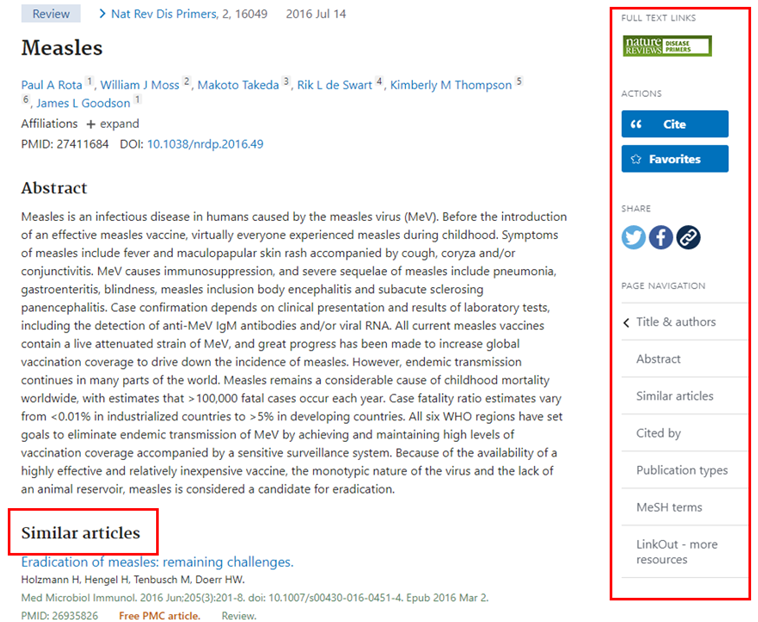 Review
Nat Rev Dis Primers, 2, 16049 2016 Jul 14
Measles
Paul A Rota 1, William J Moss 2, Makoto Takeda 3, Rik L de Swart 4, Kimberly M Thompson 5
6, James L Goodson 1
Affiliations + expand
PMID: 27411684 DOI: 10.1038/nrdp.2016.49
Abstract
Measles is an infectious disease in humans caused by the measles virus (MeV). Before the introduction
of an effective measles vaccine, virtually everyone experienced measles during childhood. Symptoms
of measles include fever and maculopapular skin rash accompanied by cough, coryza and/or
conjunctivitis. MeV causes immunosuppression, and severe sequelae of measles include pneumonia,
gastroenteritis, blindness, measles inclusion body encephalitis and subacute sclerosing
panencephalitis. Case confirmation depends on clinical presentation and results of laboratory tests,
including the detection of anti-MeV IgM antibodies and/or viral RNA. All current measles vaccines
contain a live attenuated strain of MeV, and great progress has been made to increase global
vaccination coverage to drive down the incidence of measles. However, endemic transmission
continues in many parts of the world. Measles remains a considerable cause of childhood mortality
worldwide, with estimates that >100,000 fatal cases occur each year. Case fatality ratio estimates vary
from <0.01% in industrialized countries to >5% in developing countries. All six WHO regions have set
goals to eliminate endemic transmission of MeV by achieving and maintaining high levels of
vaccination coverage accompanied by a sensitive surveillance system. Because of the availability of a
highly effective and relatively inexpensive vaccine, the monotypic nature of the virus and the lack of
an animal reservoir, measles is considered a candidate for eradication.
Similar articles
Eradication of measles: remaining challenges.
Holzmann H, Hengel H, Tenbusch M, Doerr HW.
Med Microbiol Immunol. 2016 Jun;205(3):201-8. doi: 10.1007/s00430-016-0451-4. Epub 2016 Mar 2.
PMID: 26935826 Free PMC article. Review.
FULL TEXT LINKS
nature
REVIEWS
DISEASE
PRIMERS
ACTIONS
Cite
Favorites
SHARE
PAGE NAVIGATION
Title & authors
Abstract
Similar articles
Cited by
Publication types
MeSH terms
LinkOut - more
resources